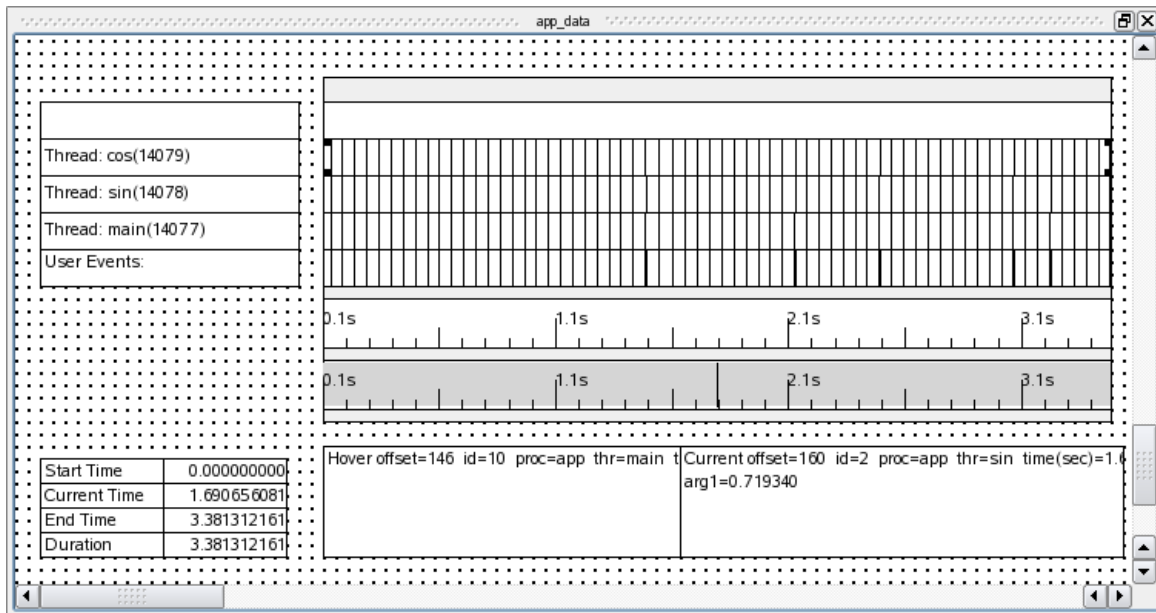 app_data
Thread: cos(14079)
Thread: sin(14078)
Thread: main(14077)
User Events:
0.1s 1.1s 2.1s 3.1s
0.1s 1.1s 2.1s 3.1s
Start Time 0.000000000
Current Time 1.690656081
End Time 3.381312161
Duration 3.381312161
Hover offset=146 id=10 proc=app thr=main t
Current offset=160 id=2 proc=app thr=sin time(sec)=1.6
arg1=0.719340